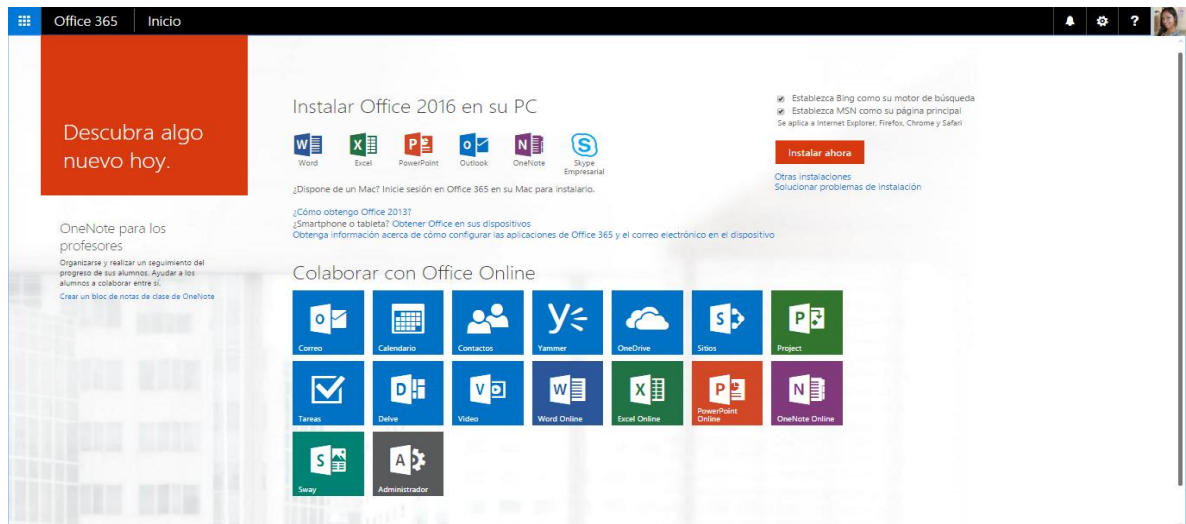 Office 365
Inicio
?
Descubra algo
nuevo hoy.
OneNote para los
profesores
Organizarse y realizar un seguimiento del
progreso de sus alumnos. Ayudar a los
alumnos a colaborar entre sí.
Crear un bloc de notas de clase de OneNote
Instalar Office 2016 en su PC
Word
Excel
PowerPoint
Outlook
OneNote
Skype
Empresarial
¿Dispone de un Mac? Inicie sesión en Office 365 en su Mac para instalarlo.
¿Cómo obtengo Office 2013?
¿Smartphone o tableta? Obtener Office en sus dispositivos
Obtenga información acerca de cómo configurar las aplicaciones de Office 365 y el correo electrónico en el dispositivo
Establezca Bing como su motor de búsqueda
Establezca MSN como su página principal
Se aplica a Internet Explorer, Firefox, Chrome y Safari
Instalar ahora
Otras instalaciones
Solucionar problemas de instalación
Colaborar con Office Online
Correo
Calendario
Contactos
Yammer
OneDrive
Sitios
Project
Tareas
Delve
Video
Word Online
Excel Online
PowerPoint
Online
OneNote Online
Sway
Administrador